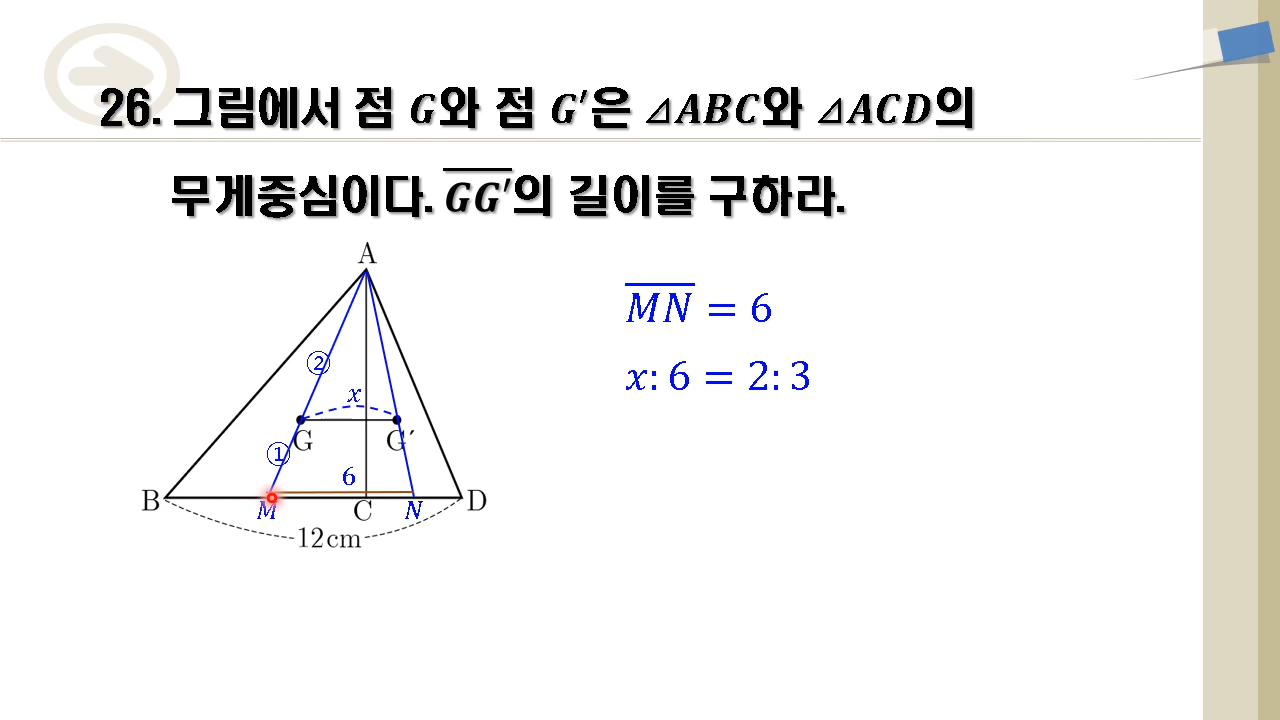 26. 그림에서 점 G와 점 G′은 ⊿ABC와 ⊿ACD의
무게중심이다. \overline{GG′}의 길이를 구하라.
A
\overline{MN} = 6
②
x: 6 = 2: 3
x
G G′
①
6
B M C N D
12cm